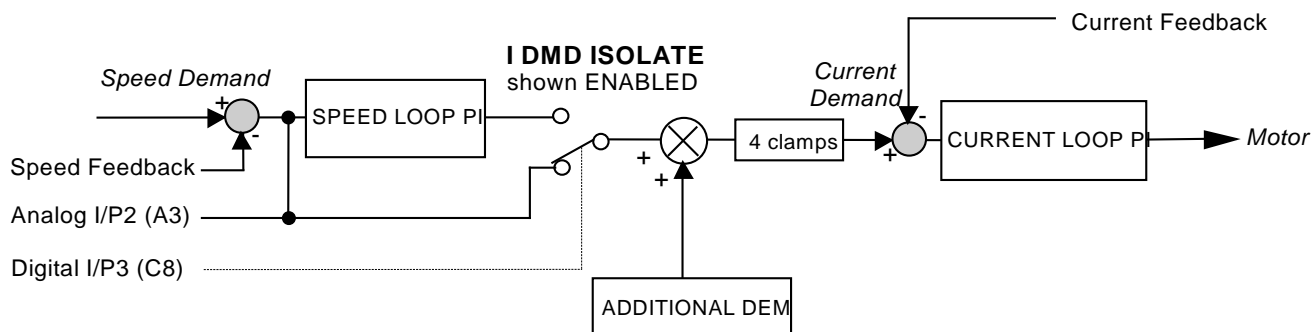 Current Feedback
I DMD ISOLATE
shown ENABLED
Speed Demand
Current
Demand
+
-
SPEED LOOP PI
4 clamps
-
+
CURRENT LOOP PI
Motor
Speed Feedback
+
+
Analog I/P2 (A3)
Digital I/P3 (C8)
ADDITIONAL DEM